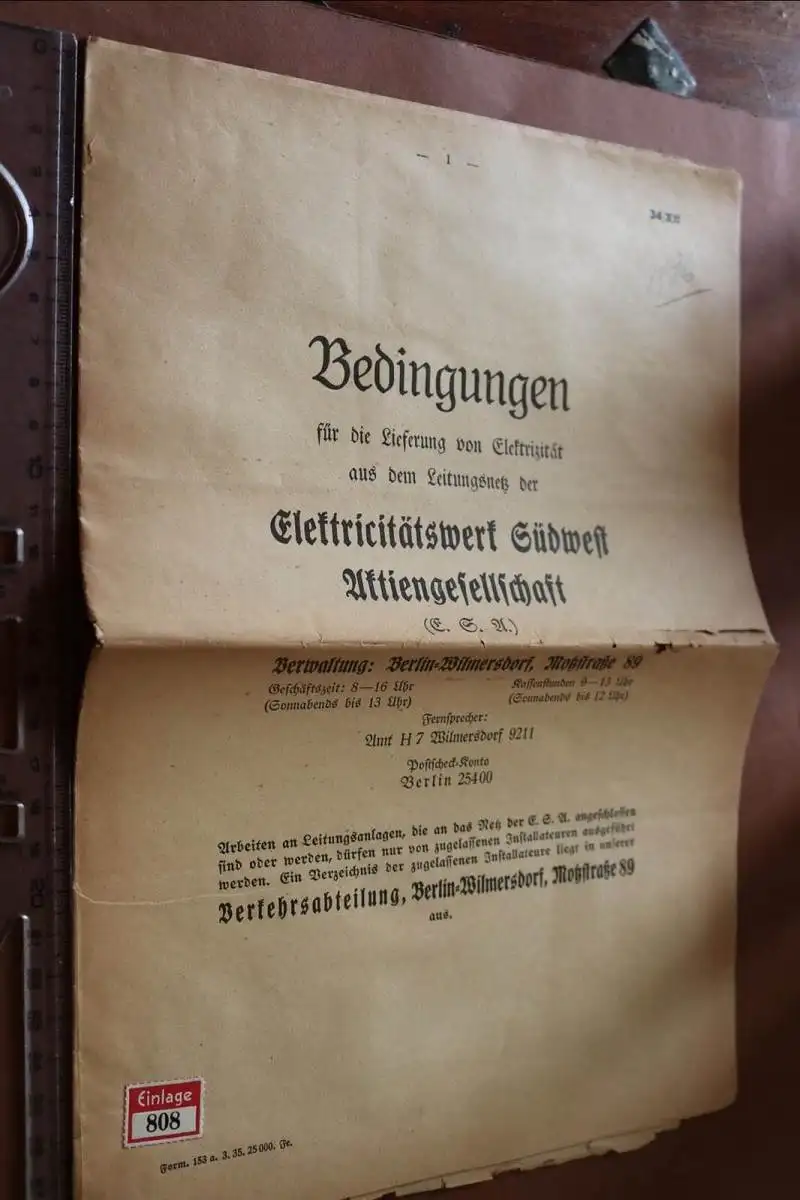 — 1 —
Bedingungen
für die Lieferung von Elektrizität
aus dem Leitungsnetz der
Elektricitätswerk Südwest
Aktiengesellschaft
(E. S. A.)
Verwaltung: Berlin-Wilmersdorf, Motzstraße 89
Geschäftszeit: 8—16 Uhr
(Sonnabends bis 13 Uhr)
Kassenstunden 9—13 Uhr
(Sonnabends bis 12 Uhr)
Fernsprecher:
Amt H 7 Wilmersdorf 9211
Postscheck-Konto
Berlin 25400
Arbeiten an Leitungsanlagen, die an das Netz der E. S. A. angeschlossen
sind oder werden, dürfen nur von zugelassenen Installateuren ausgeführt
werden. Ein Verzeichnis der zugelassenen Installateure liegt in unserer
Verkehrsabteilung, Berlin-Wilmersdorf, Motzstraße 89
aus.
Einlage
808
Form. 153 a. 3. 35. 25 000. Fe.